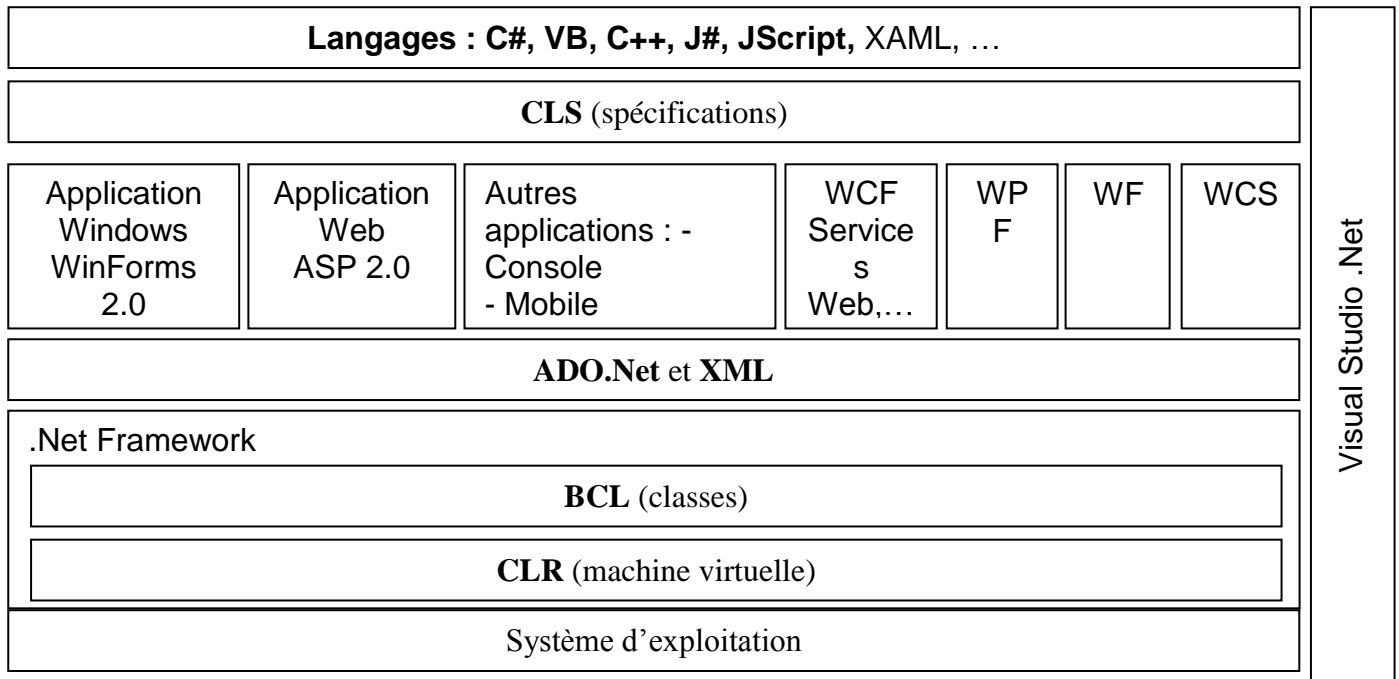 Langages : C#, VB, C++, J#, JScript, XAML, …
CLS (spécifications)
Application
Windows
WinForms
2.0
Application
Web
ASP 2.0
Autres
applications : -
Console
- Mobile
WCF
Service
s
Web,…
WP
F
WF
WCS
ADO.Net et XML
.Net Framework
BCL (classes)
CLR (machine virtuelle)
Système d’exploitation
Visual Studio .Net